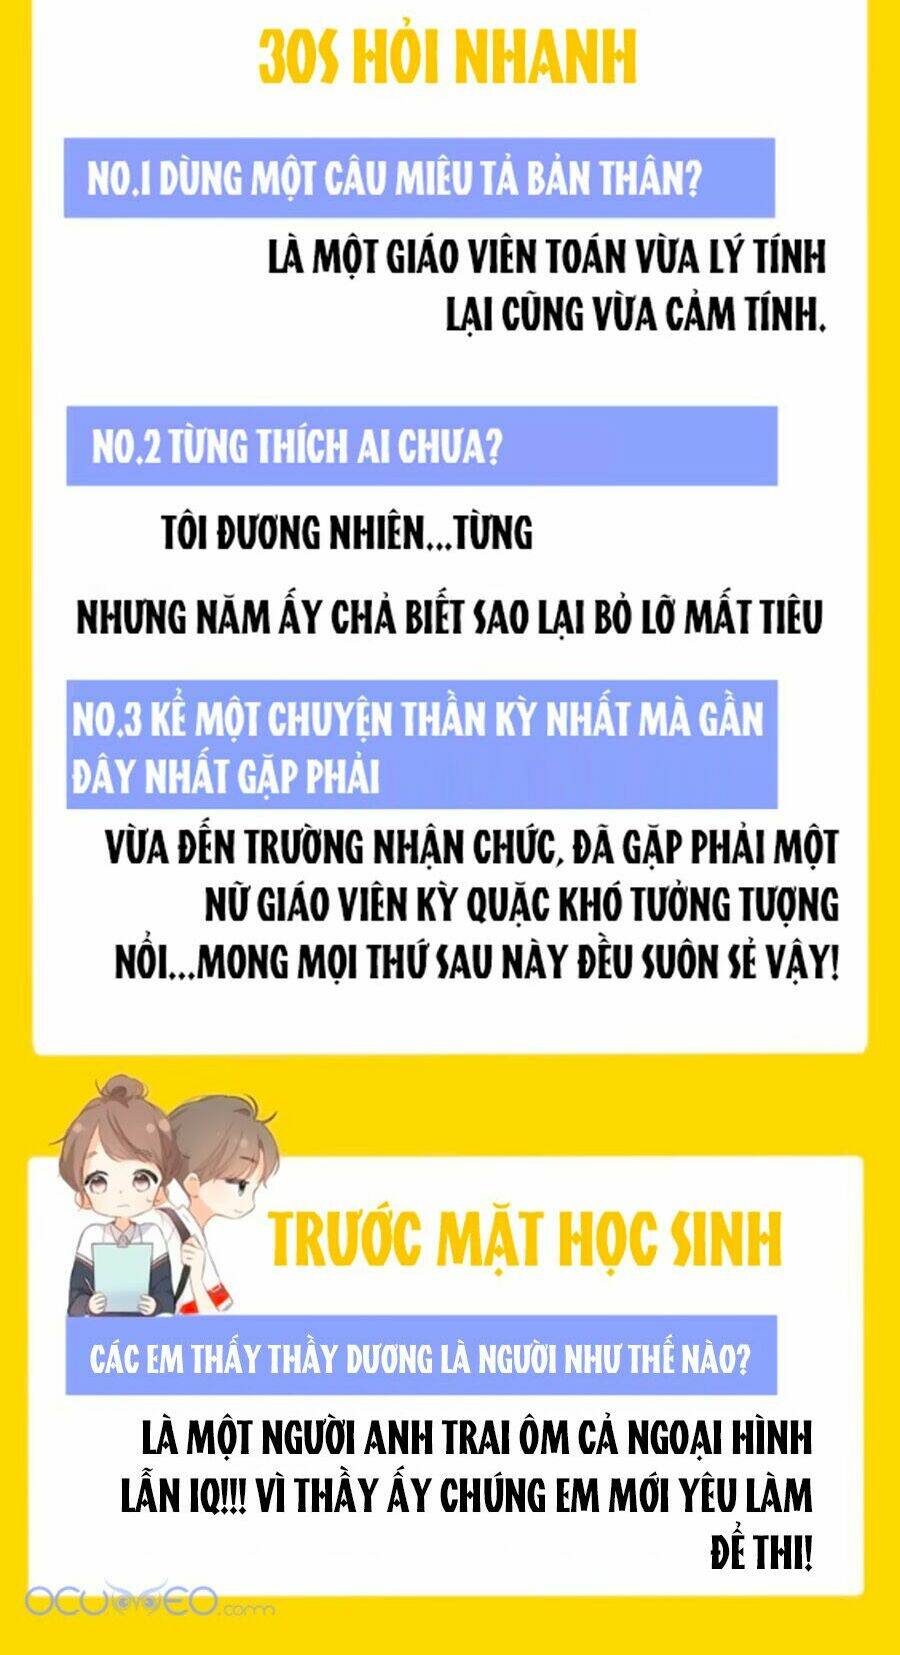 30S HỎI NHANH
NO.1 DÙNG MỘT CÂU MIÊU TẢ BẢN THÂN?
LÀ MỘT GIÁO VIÊN TOÁN VỪA LÝ TÍNH
LẠI CŨNG VỪA CẢM TÍNH.
NO.2 TỪNG THÍCH AI CHƯA?
TÔI ĐƯƠNG NHIÊN...TỪNG
NHƯNG NĂM ẤY CHẢ BIẾT SAO LẠI BỎ LỠ MẤT TIÊU
NO.3 KỂ MỘT CHUYỆN THẦN KỲ NHẤT MÀ GẦN
ĐÂY NHẤT GẶP PHẢI
VỪA ĐẾN TRƯỜNG NHẬN CHỨC, ĐÃ GẶP PHẢI MỘT
NỮ GIÁO VIÊN KỲ QUẶC KHÓ TƯỞNG TƯỢNG
NỔI...MONG MỌI THỨ SAU NÀY ĐỀU SUÔN SẺ VẬY!
TRƯỚC MẶT HỌC SINH
CÁC EM THẤY THẦY DƯƠNG LÀ NGƯỜI NHƯ THẾ NÀO?
LÀ MỘT NGƯỜI ANH TRAI ÔM CẢ NGOẠI HÌNH
LẪN IQ!!! VÌ THẦY ẤY CHÚNG EM MỚI YÊU LÀM
ĐỀ THI!
OCUMEO.com